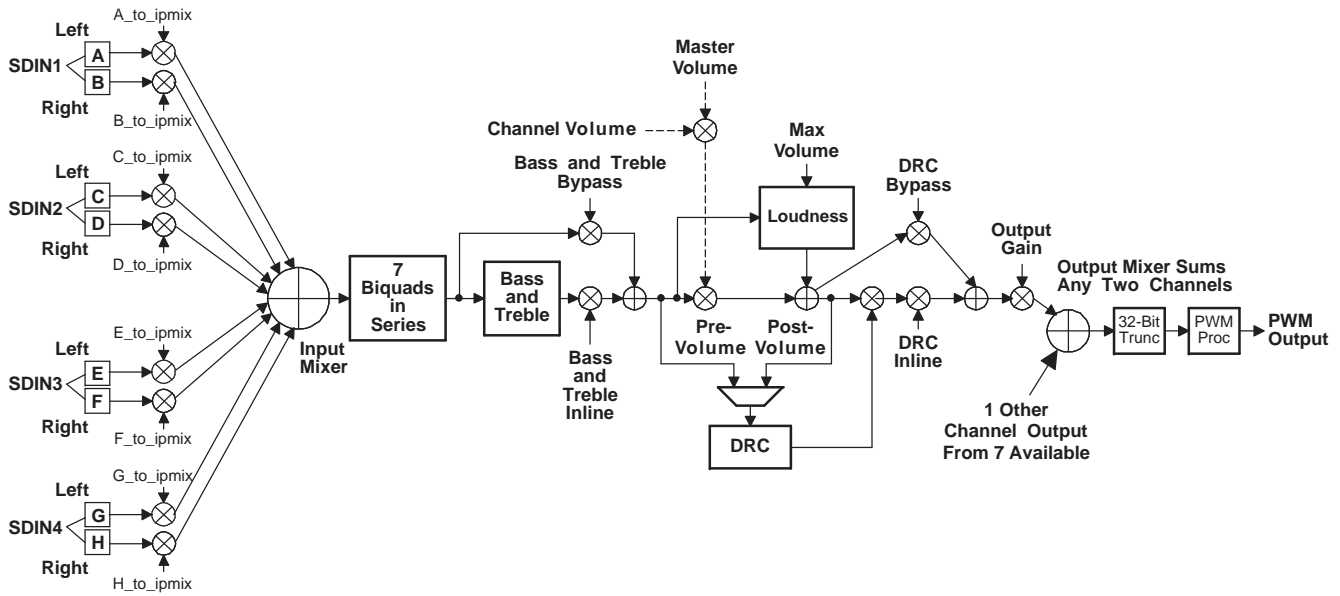 A_to_ipmix
Left
A
SDIN1
B
Right
B_to_ipmix
C_to_ipmix
Left
C
SDIN2
D
Right
D_to_ipmix
E_to_ipmix
Left
E
SDIN3
F
Right
F_to_ipmix
G_to_ipmix
Left
G
SDIN4
H
Right
H_to_ipmix
Input
Mixer
7
Biquads
in
Series
Bass and Treble
Bypass
Bass
and
Treble
Bass
and
Treble
Inline
Master
Volume
Channel Volume
Max
Volume
Loudness
Pre-
Volume
Post-
Volume
DRC
DRC
Bypass
DRC
Inline
Output
Gain
Output Mixer Sums
Any Two Channels
32-Bit
Trunc
PWM
Proc
PWM
Output
1 Other
Channel Output
From 7 Available